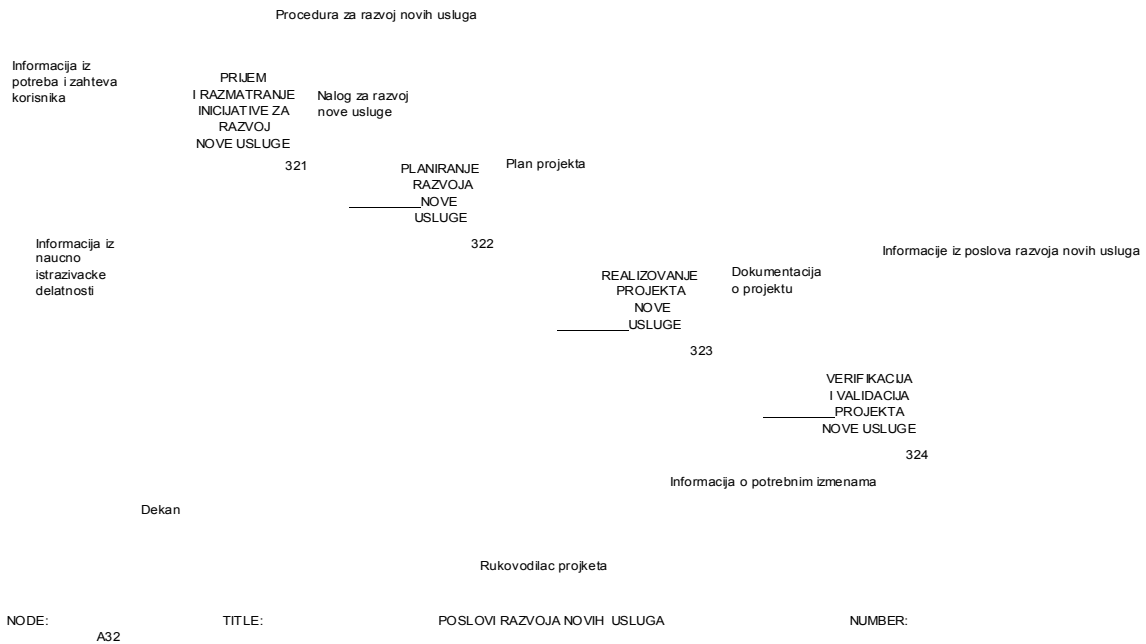 Procedura za razvoj novih usluga
Informacija iz
potreba i zahteva
korisnika
PRIJEM
I RAZMATRANJE
INICIJATIVE ZA
RAZVOJ
NOVE USLUGE
321
Nalog za razvoj
nove usluge
PLANIRANJE
RAZVOJA
NOVE
USLUGE
322
Plan projekta
Informacija iz
naucno
istrazivacke
delatnosti
Informacije iz poslova razvoja novih usluga
REALIZOVANJE
PROJEKTA
NOVE
USLUGE
323
Dokumentacija
o projektu
VERIFIKACIJA
I VALIDACIJA
PROJEKTA
NOVE USLUGE
324
Informacija o potrebnim izmenama
Dekan
Rukovodilac projketa
NODE: TITLE: POSLOVI RAZVOJA NOVIH USLUGA NUMBER:
A32